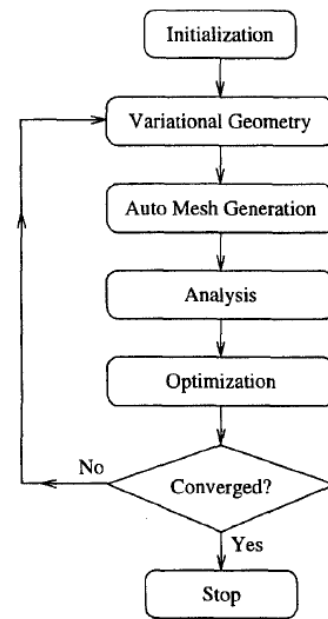 Initialization
Variational Geometry
Auto Mesh Generation
Analysis
Optimization
No
Converged?
Yes
Stop